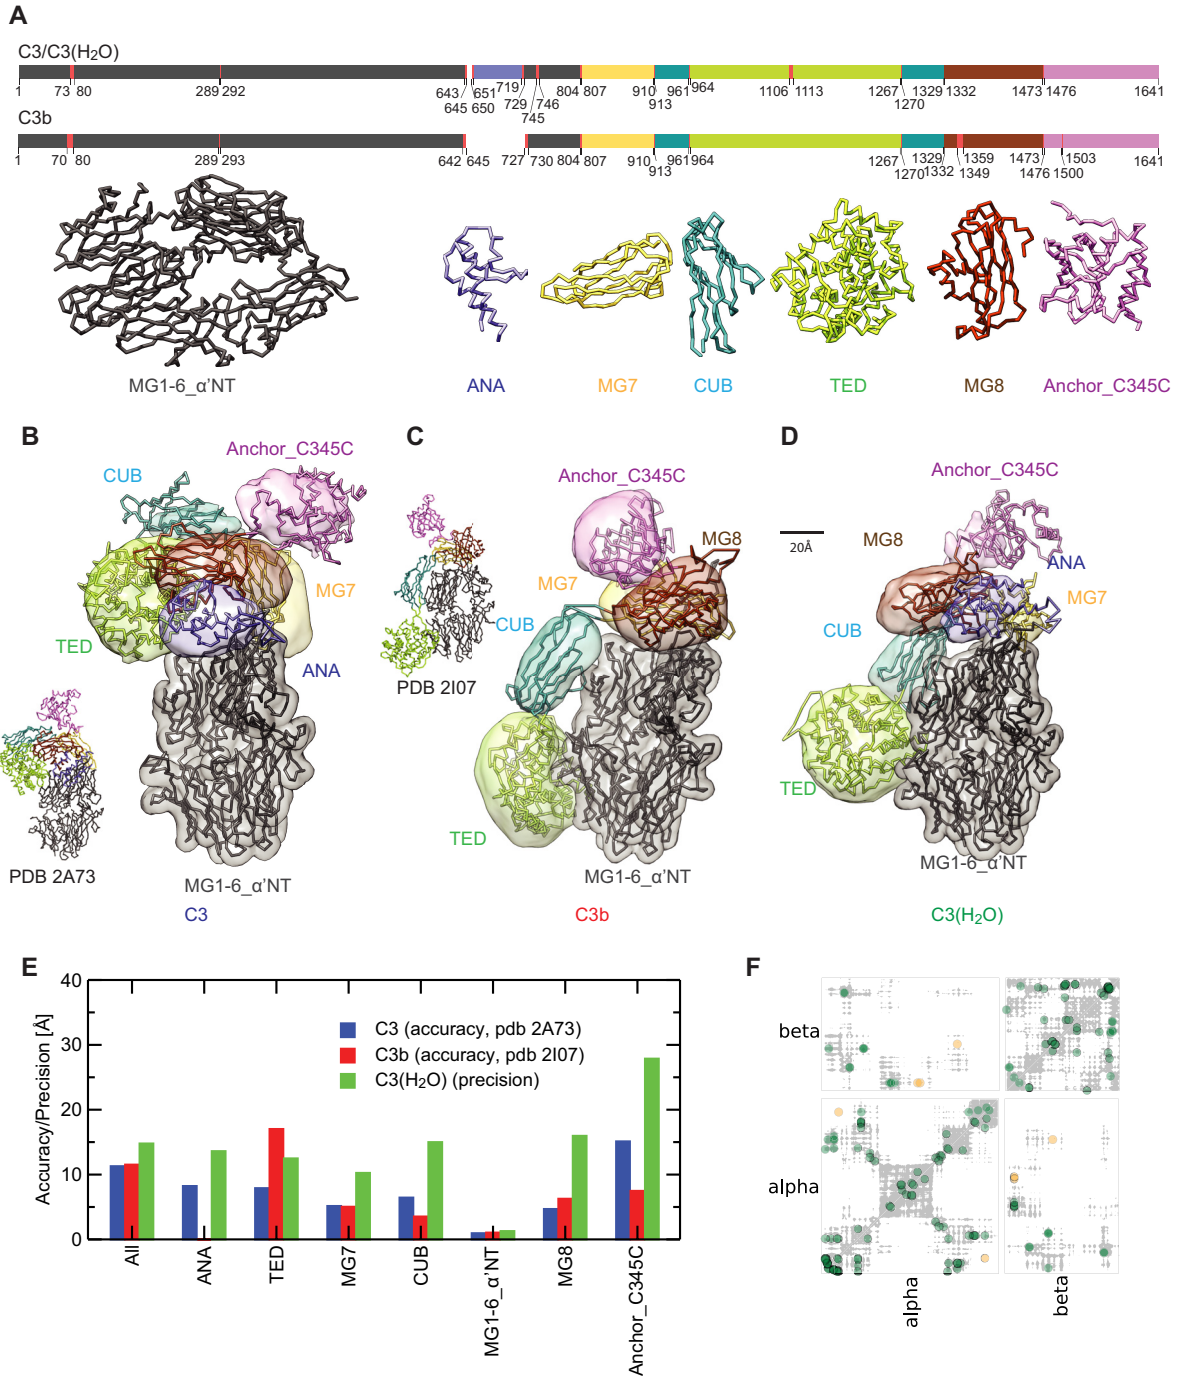 A
C3/C3(H₂O)
1 73 80 289 292 643 645 651 650 719 729 745 746 804 807 910 913 961 964 1106 1113 1267 1270 1329 1332 1473 1476 1641
C3b
1 70 80 289 293 642 645 727 730 804 807 910 913 961 964 1267 1270 1329 1332 1359 1349 1473 1476 1503 1500 1641
MG1-6_α’NT ANA MG7 CUB TED MG8 Anchor_C345C
B
Anchor_C345C
CUB
MG7
TED
ANA
PDB 2A73
MG1-6_α’NT
C3
C
Anchor_C345C
MG8
MG7
CUB
PDB 2I07
TED
MG1-6_α’NT
C3b
D
Anchor_C345C
20Å
MG8
ANA
MG7
CUB
TED
MG1-6_α’NT
C3(H₂O)
E
Accuracy/Precision [Å]
40
30
20
10
0
C3 (accuracy, pdb 2A73)
C3b (accuracy, pdb 2I07)
C3(H₂O) (precision)
All ANA TED MG7 CUB MG1-6_α’NT MG8 Anchor_C345C
F
beta
alpha
alpha beta